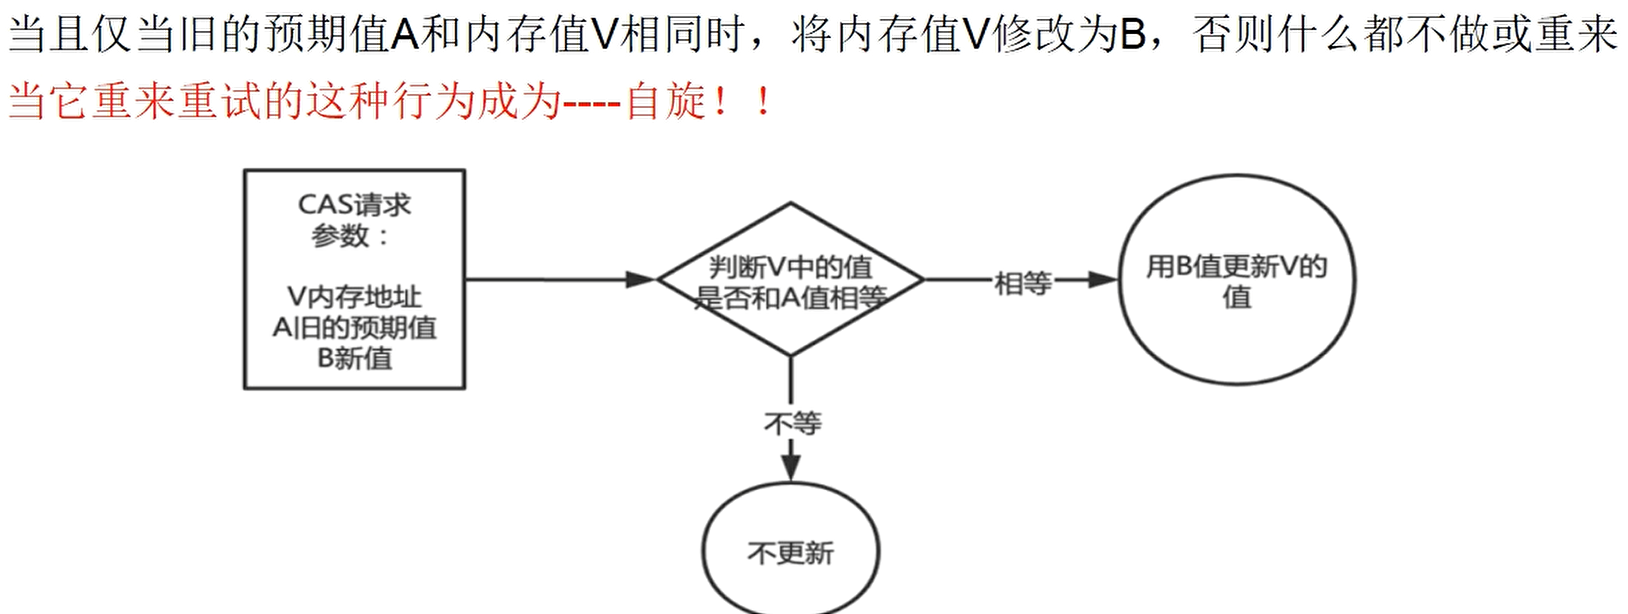 当且仅当旧的预期值A和内存值V相同时，将内存值V修改为B，否则什么都不做或重来
当它重来重试的这种行为成为----自旋！！
CAS请求
参数：
V内存地址
A旧的预期值
B新值
判断V中的值
是否和A值相等
相等
用B值更新V的
值
不等
不更新